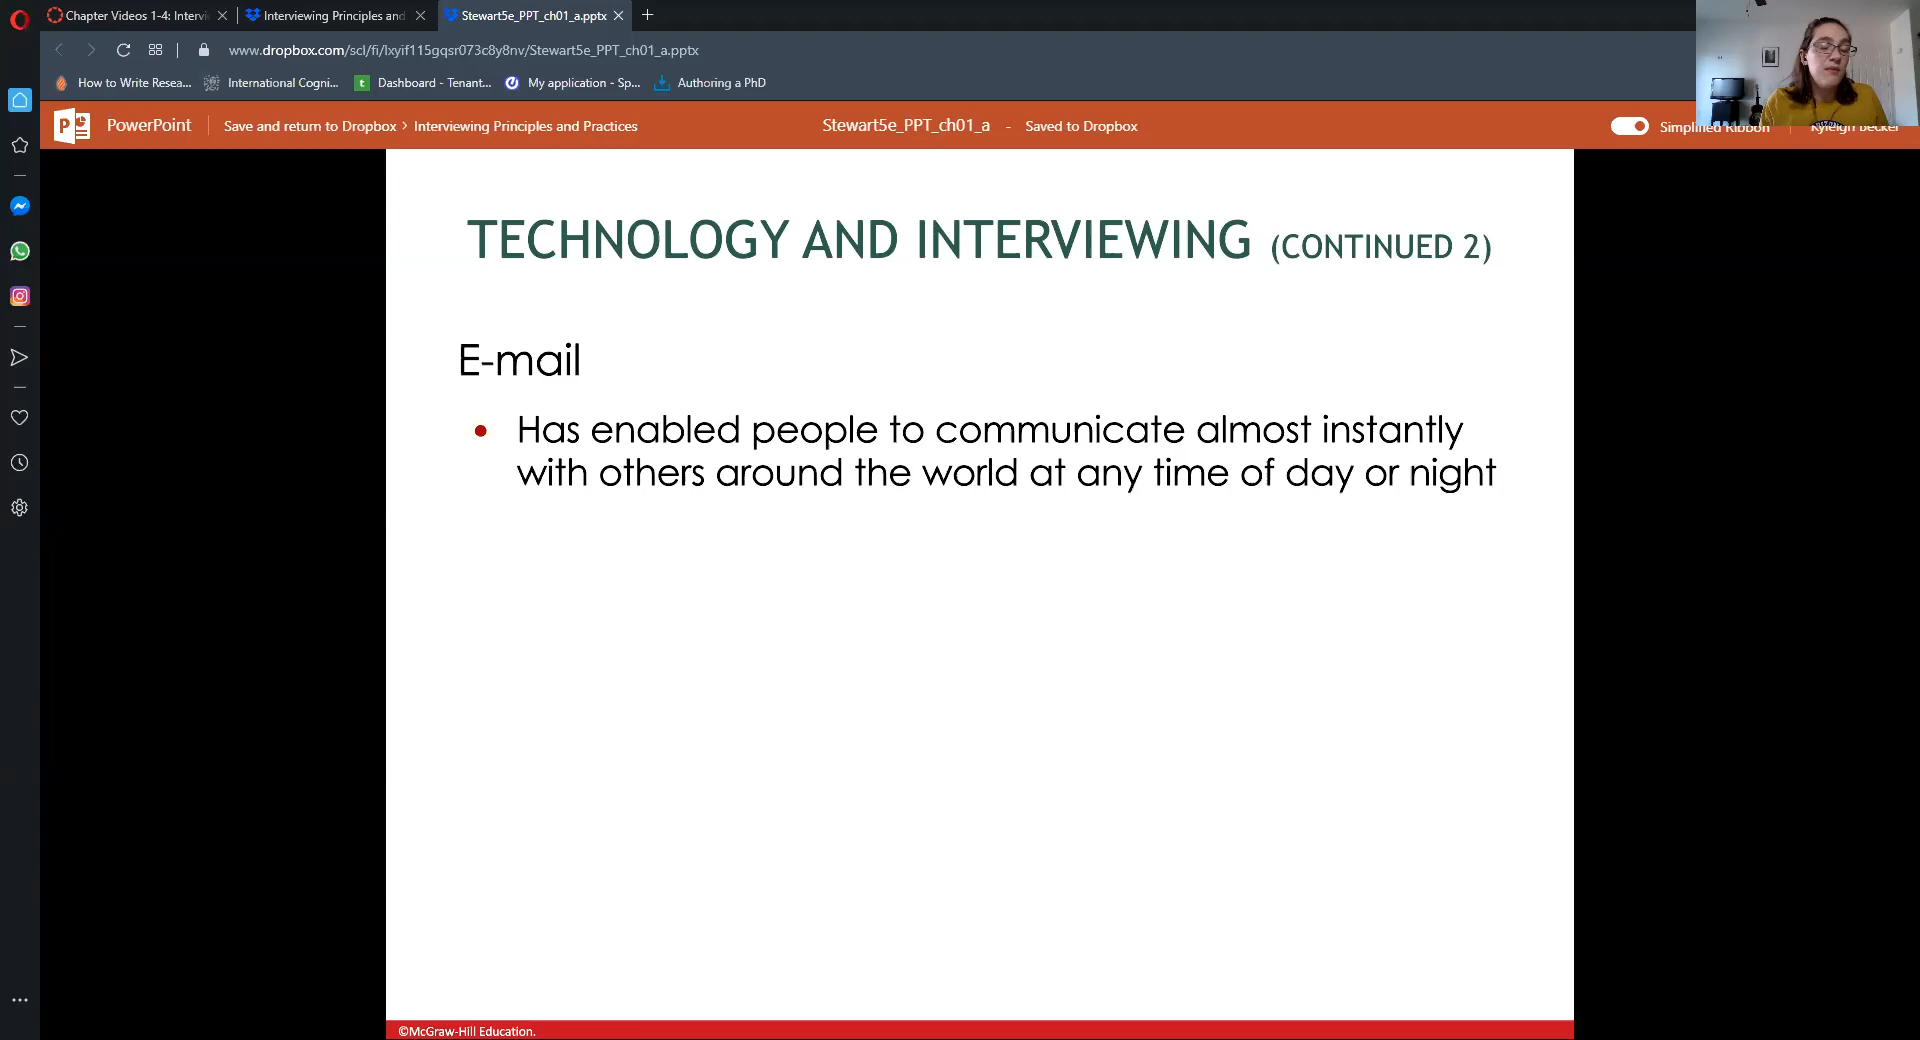 Chapter Videos 1-4: Intervi
Interviewing Principles and
Stewart5e_PPT_ch01_a.pptx
www.dropbox.com/scl/fi/lxyif115gqsr073c8y8nv/Stewart5e_PPT_ch01_a.pptx
How to Write Resea...
International Cogni...
t Dashboard - Tenant...
My application - Sp...
Authoring a PhD
P PowerPoint
Save and return to Dropbox > Interviewing Principles and Practices
Stewart5e_PPT_ch01_a - Saved to Dropbox
Simplified Ribbon
Kyleigh Becker
TECHNOLOGY AND INTERVIEWING (CONTINUED 2)
E-mail
• Has enabled people to communicate almost instantly
with others around the world at any time of day or night
©McGraw-Hill Education.